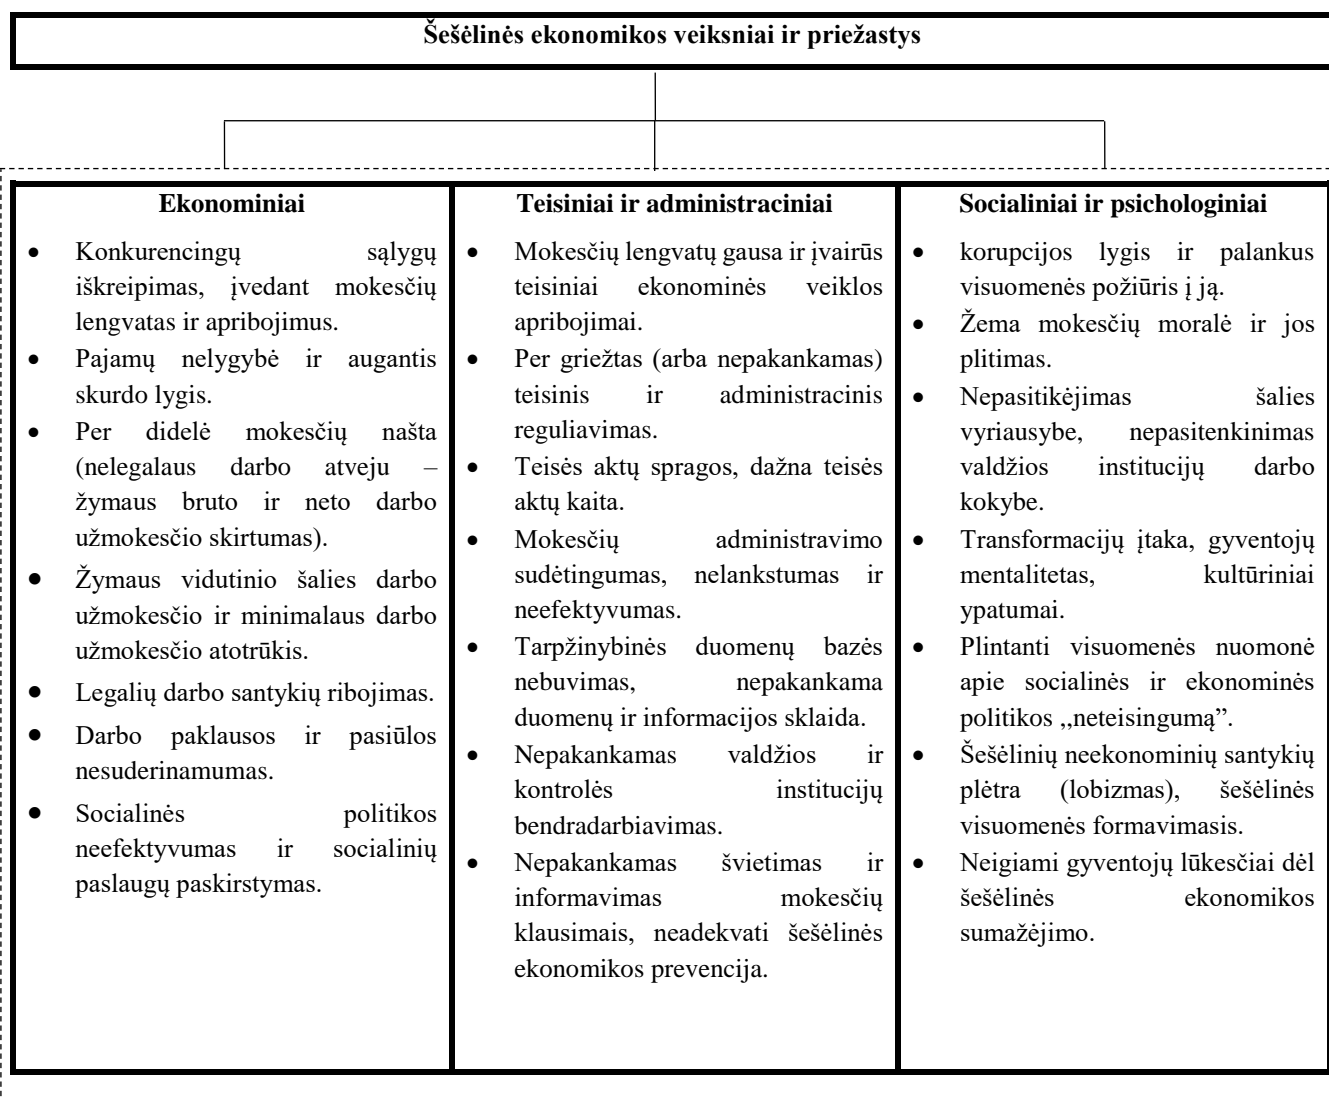 Šešėlinės ekonomikos veiksniai ir priežastys
Ekonominiai
• Konkurencingų sąlygų
iškreipimas, įvedant mokesčių
lengvatas ir apribojimus.
• Pajamų nelygybė ir augantis
skurdo lygis.
• Per didelė mokesčių našta
(nelegalaus darbo atveju –
žymaus bruto ir neto darbo
užmokesčio skirtumas).
• Žymaus vidutinio šalies darbo
užmokesčio ir minimalaus darbo
užmokesčio atotrūkis.
• Legalių darbo santykių ribojimas.
• Darbo paklausos ir pasiūlos
nesuderinamumas.
• Socialinės politikos
neefektyvumas ir socialinių
paslaugų paskirstymas.
Teisiniai ir administraciniai
• Mokesčių lengvatų gausa ir įvairūs
teisiniai ekonominės veiklos
apribojimai.
• Per griežtas (arba nepakankamas)
teisinis ir administracinis
reguliavimas.
• Teisės aktų spragos, dažna teisės
aktų kaita.
• Mokesčių administravimo
sudėtingumas, nelankstumas ir
neefektyvumas.
• Tarpžinybinės duomenų bazės
nebuvimas, nepakankama
duomenų ir informacijos sklaida.
• Nepakankamas valdžios ir
kontrolės institucijų
bendradarbiavimas.
• Nepakankamas švietimas ir
informavimas mokesčių
klausimais, neadekvati šešėlinės
ekonomikos prevencija.
Socialiniai ir psichologiniai
• korupcijos lygis ir palankus
visuomenės požiūris į ją.
• Žema mokesčių moralė ir jos
plitimas.
• Nepasitikėjimas šalies
vyriausybe, nepasitenkinimas
valdžios institucijų darbo
kokybe.
• Transformacijų įtaka, gyventojų
mentalitetas, kultūriniai
ypatumai.
• Plintanti visuomenės nuomonė
apie socialinės ir ekonominės
politikos ,,neteisingumą”.
• Šešėlinių neekonominių santykių
plėtra (lobizmas), šešėlinės
visuomenės formavimasis.
• Neigiami gyventojų lūkesčiai dėl
šešėlinės ekonomikos
sumažėjimo.